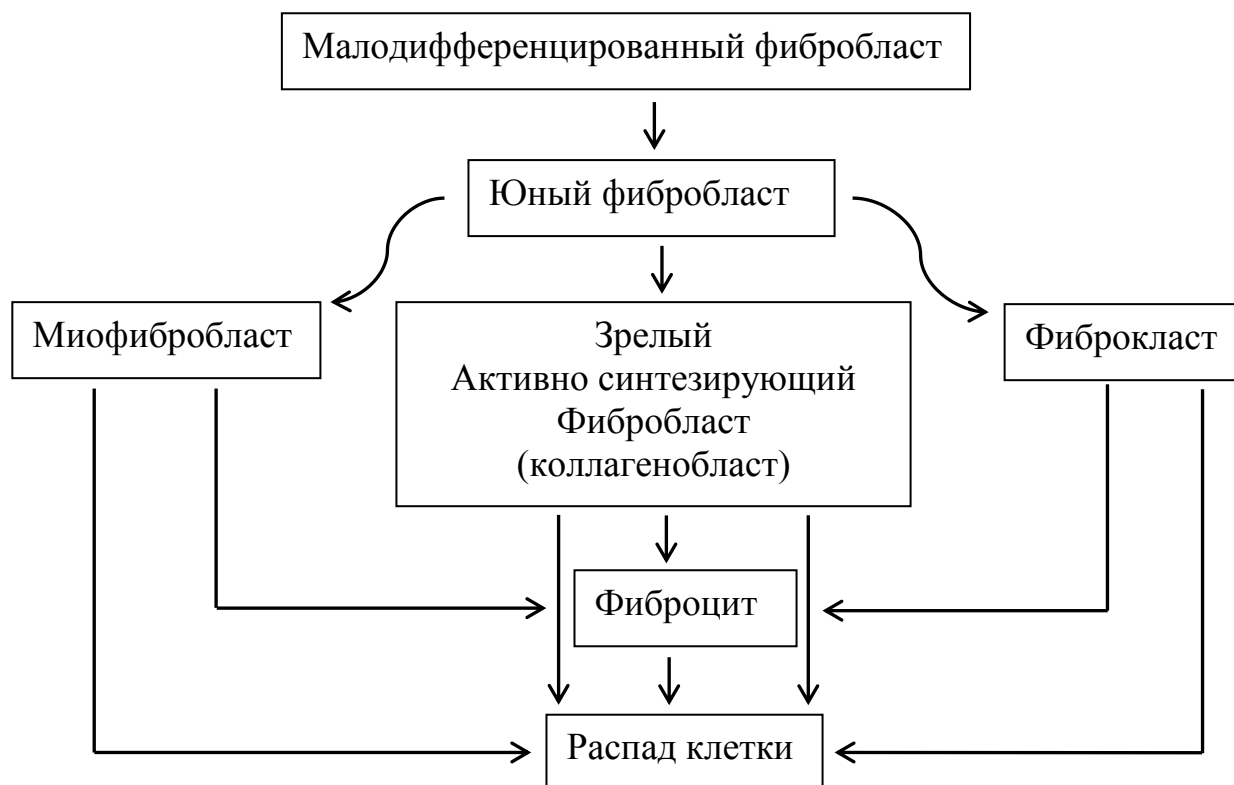 Малодифференцированный фибробласт
Юный фибробласт
Миофибробласт
Зрелый
Активно синтезирующий
Фибробласт
(коллагенобласт)
Фиброкласт
Фиброцит
Распад клетки